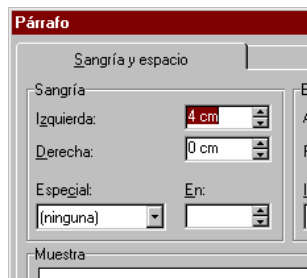 Párrafo
Sangría y espacio
Sangría
Izquierda: 4 cm
Derecha: 0 cm
Especial: En:
(ninguna)
Muestra